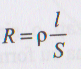 R = ρ l/S